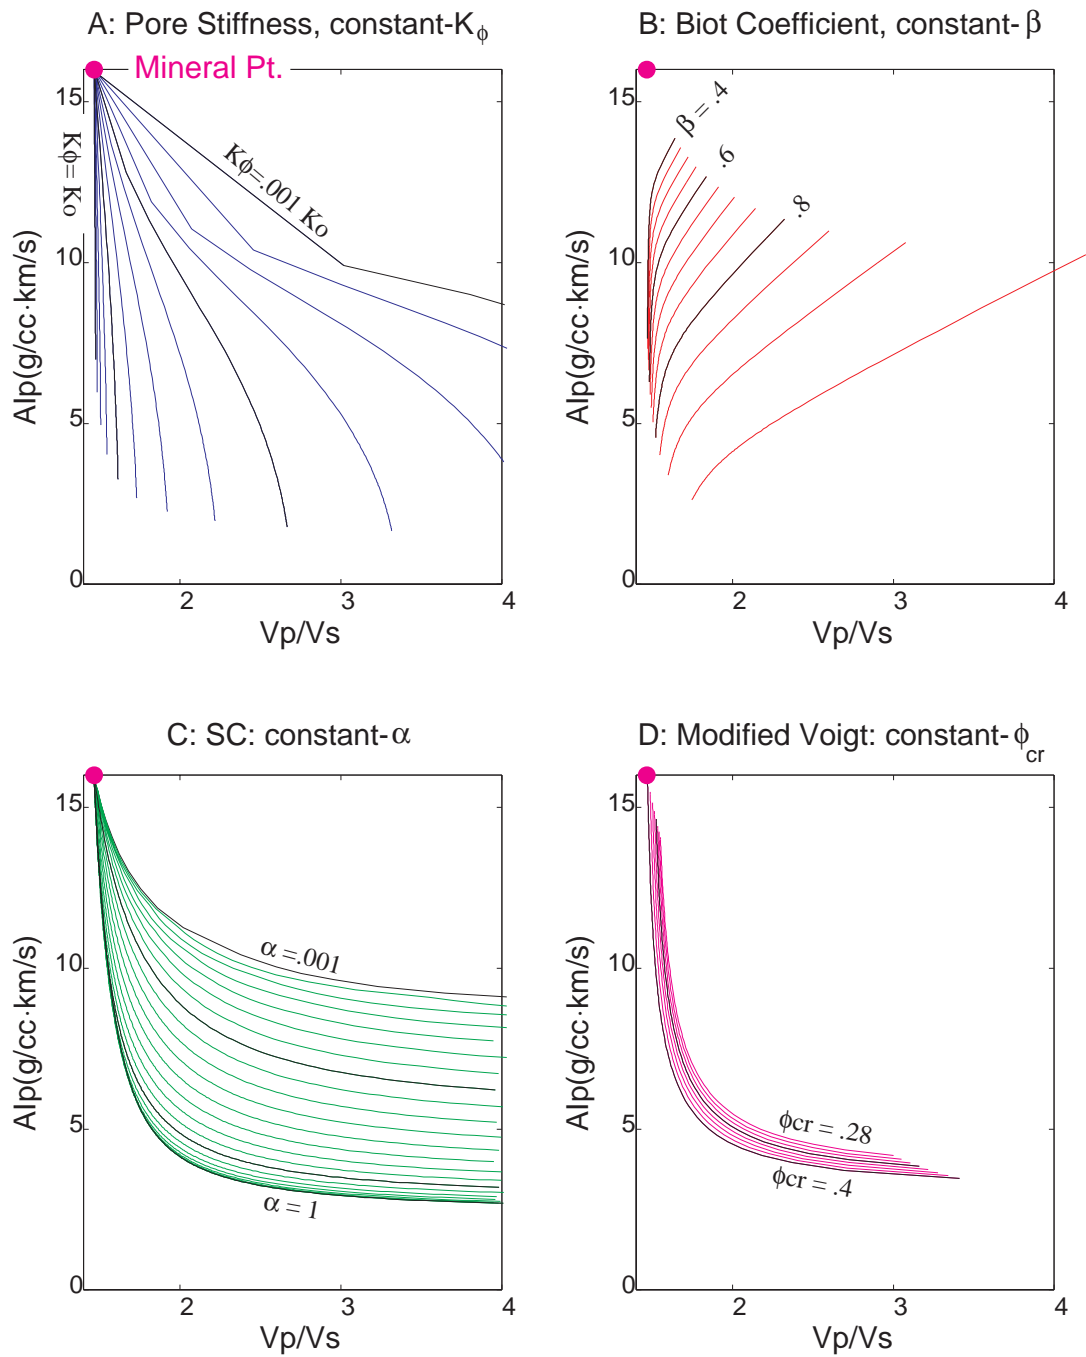 A: Pore Stiffness, constant-Kϕ
Mineral Pt.
Kϕ= Ko
Kϕ=.001 Ko
15
10
5
0
2
3
4
AIp(g/cc·km/s)
Vp/Vs
B: Biot Coefficient, constant-β
β = .4
.6
.8
15
10
5
0
2
3
4
AIp(g/cc·km/s)
Vp/Vs
C: SC: constant-α
α =.001
α = 1
15
10
5
0
2
3
4
AIp(g/cc·km/s)
Vp/Vs
D: Modified Voigt: constant-ϕcr
ϕcr = .28
ϕcr = .4
15
10
5
0
2
3
4
AIp(g/cc·km/s)
Vp/Vs